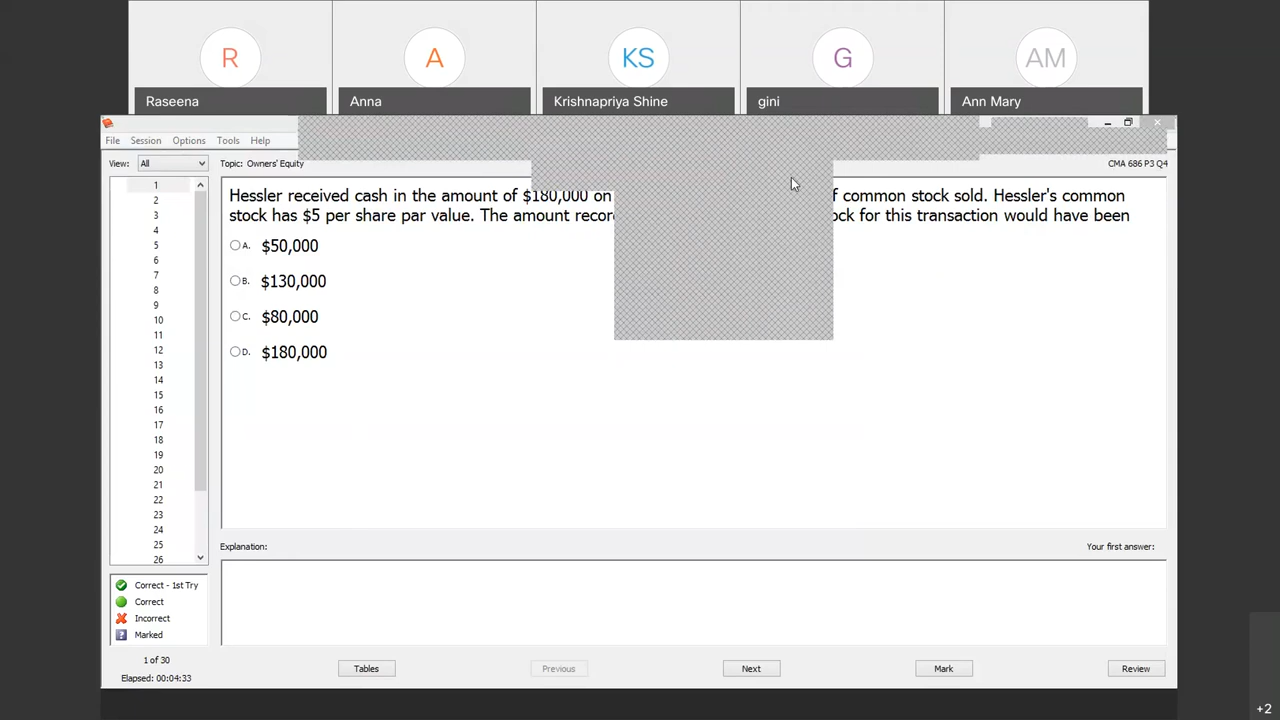 R
A
KS
G
AM
Raseena
Anna
Krishnapriya Shine
gini
Ann Mary
File Session Options Tools Help
View: All
Topic: Owners' Equity
CMA 686 P3 Q4
1
2
3
4
5
6
7
8
9
10
11
12
13
14
15
16
17
18
19
20
21
22
23
24
25
26
Hessler received cash in the amount of $180,000 on f common stock sold. Hessler's common
stock has $5 per share par value. The amount recor ock for this transaction would have been
A. $50,000
B. $130,000
C. $80,000
D. $180,000
Explanation:
Your first answer:
Correct - 1st Try
Correct
Incorrect
? Marked
1 of 30
Elapsed: 00:04:33
Tables
Previous
Next
Mark
Review
+2